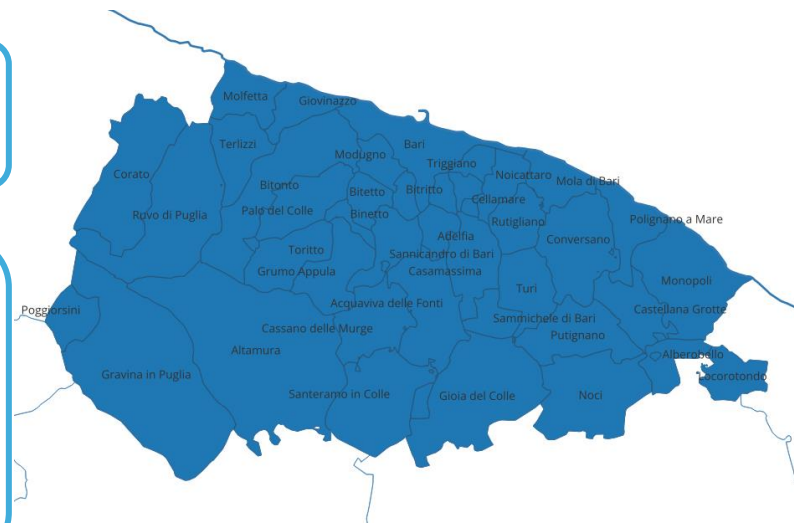 Molfetta
Giovinazzo
Terlizzi
Bari
Modugno
Triggiano
Corato
Noicattaro
Mola di Bari
Bitonto
Bitetto
Bitritto
Cellamare
Ruvo di Puglia
Palo del Colle
Binetto
Rutigliano
Polignano a Mare
Adelfia
Conversano
Toritto
Sannicandro di Bari
Grumo Appula
Casamassima
Monopoli
Turi
Poggiorsini
Acquaviva delle Fonti
Castellana Grotte
Sammichele di Bari
Cassano delle Murge
Putignano
Altamura
Alberobello
Gravina in Puglia
Locorotondo
Santeramo in Colle
Gioia del Colle
Noci